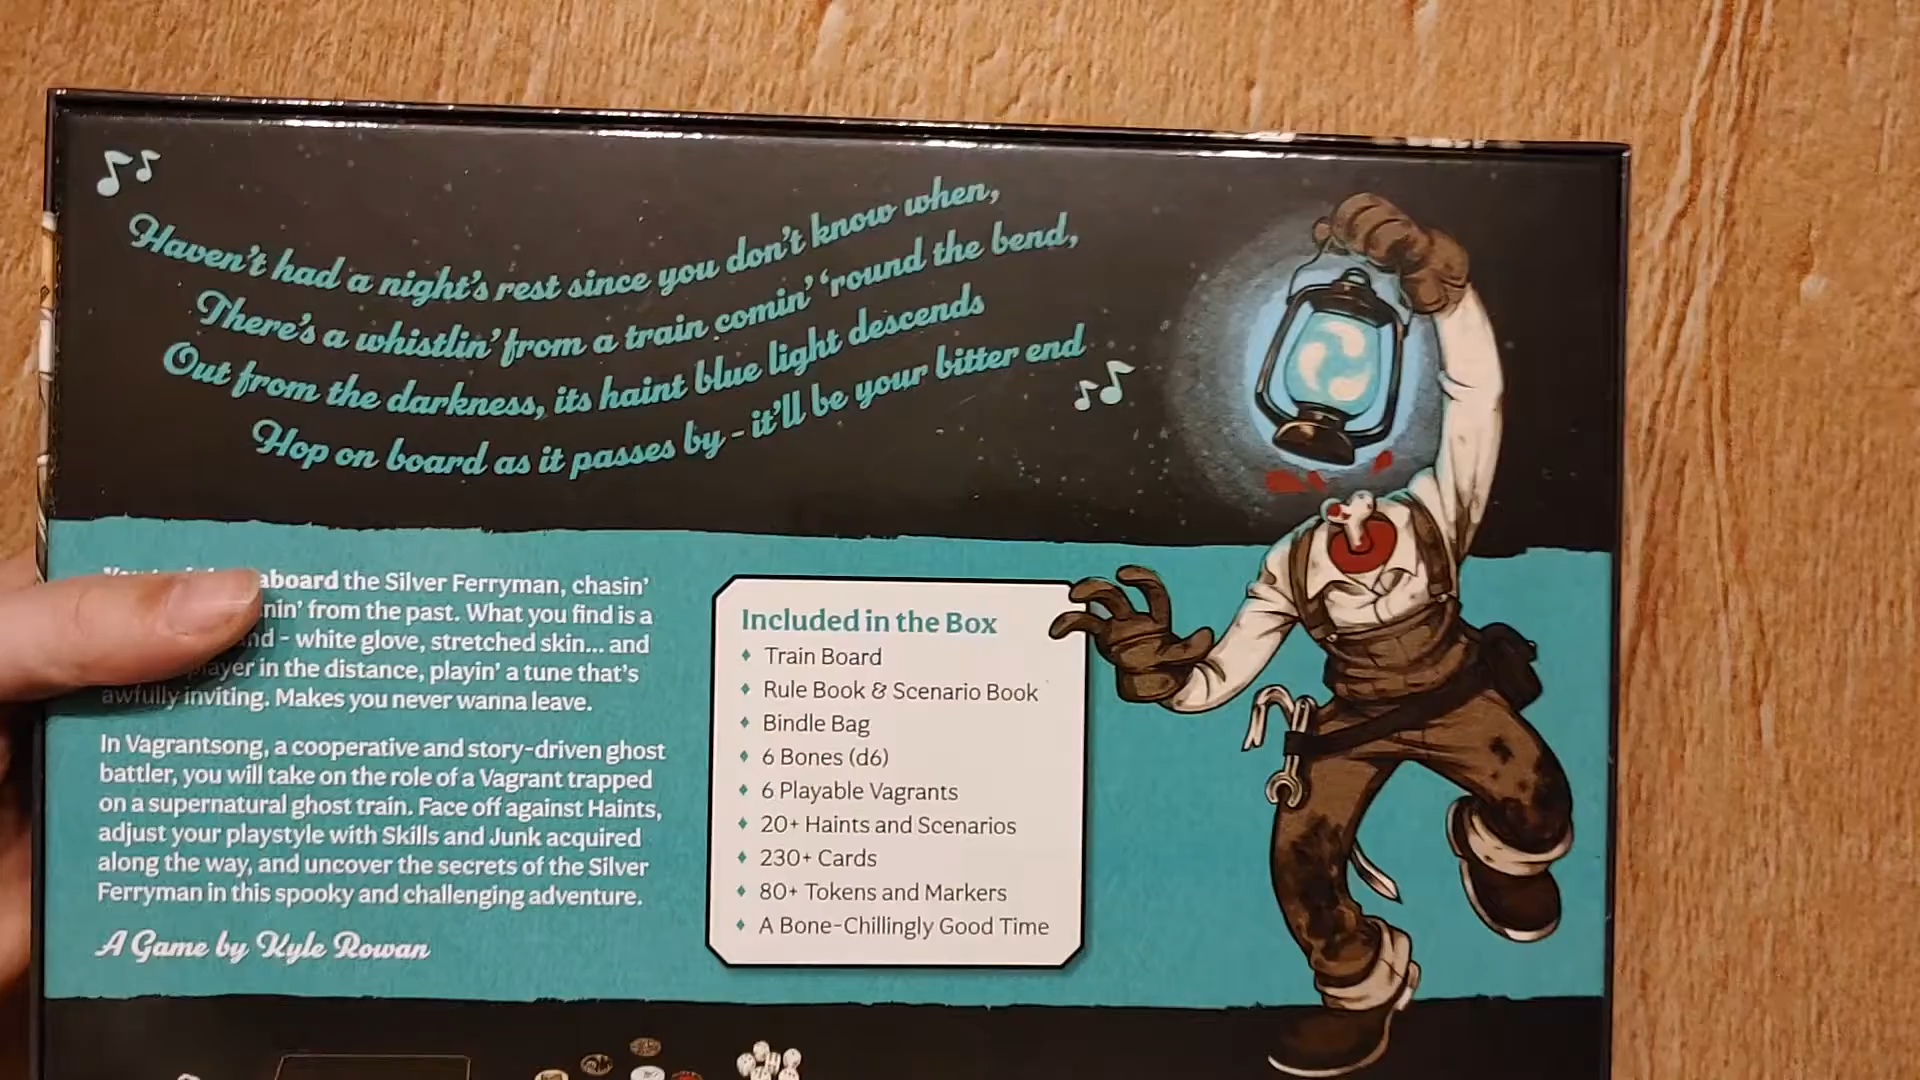 Haven't had a night's rest since you don't know when,
There's a whistlin' from a train comin' 'round the bend,
Out from the darkness, its haint blue light descends
Hop on board as it passes by - it'll be your bitter end
aboard the Silver Ferryman, chasin'
from the past. What you find is a
- white glove, stretched skin... and
in the distance, playin' a tune that's
awfully inviting. Makes you never wanna leave.
In Vagrantsong, a cooperative and story-driven ghost
battler, you will take on the role of a Vagrant trapped
on a supernatural ghost train. Face off against Haints,
adjust your playstyle with Skills and Junk acquired
along the way, and uncover the secrets of the Silver
Ferryman in this spooky and challenging adventure.
A Game by Kyle Rowan
Included in the Box
Train Board
Rule Book & Scenario Book
Bindle Bag
6 Bones (d6)
6 Playable Vagrants
20+ Haints and Scenarios
230+ Cards
80+ Tokens and Markers
A Bone-Chillingly Good Time